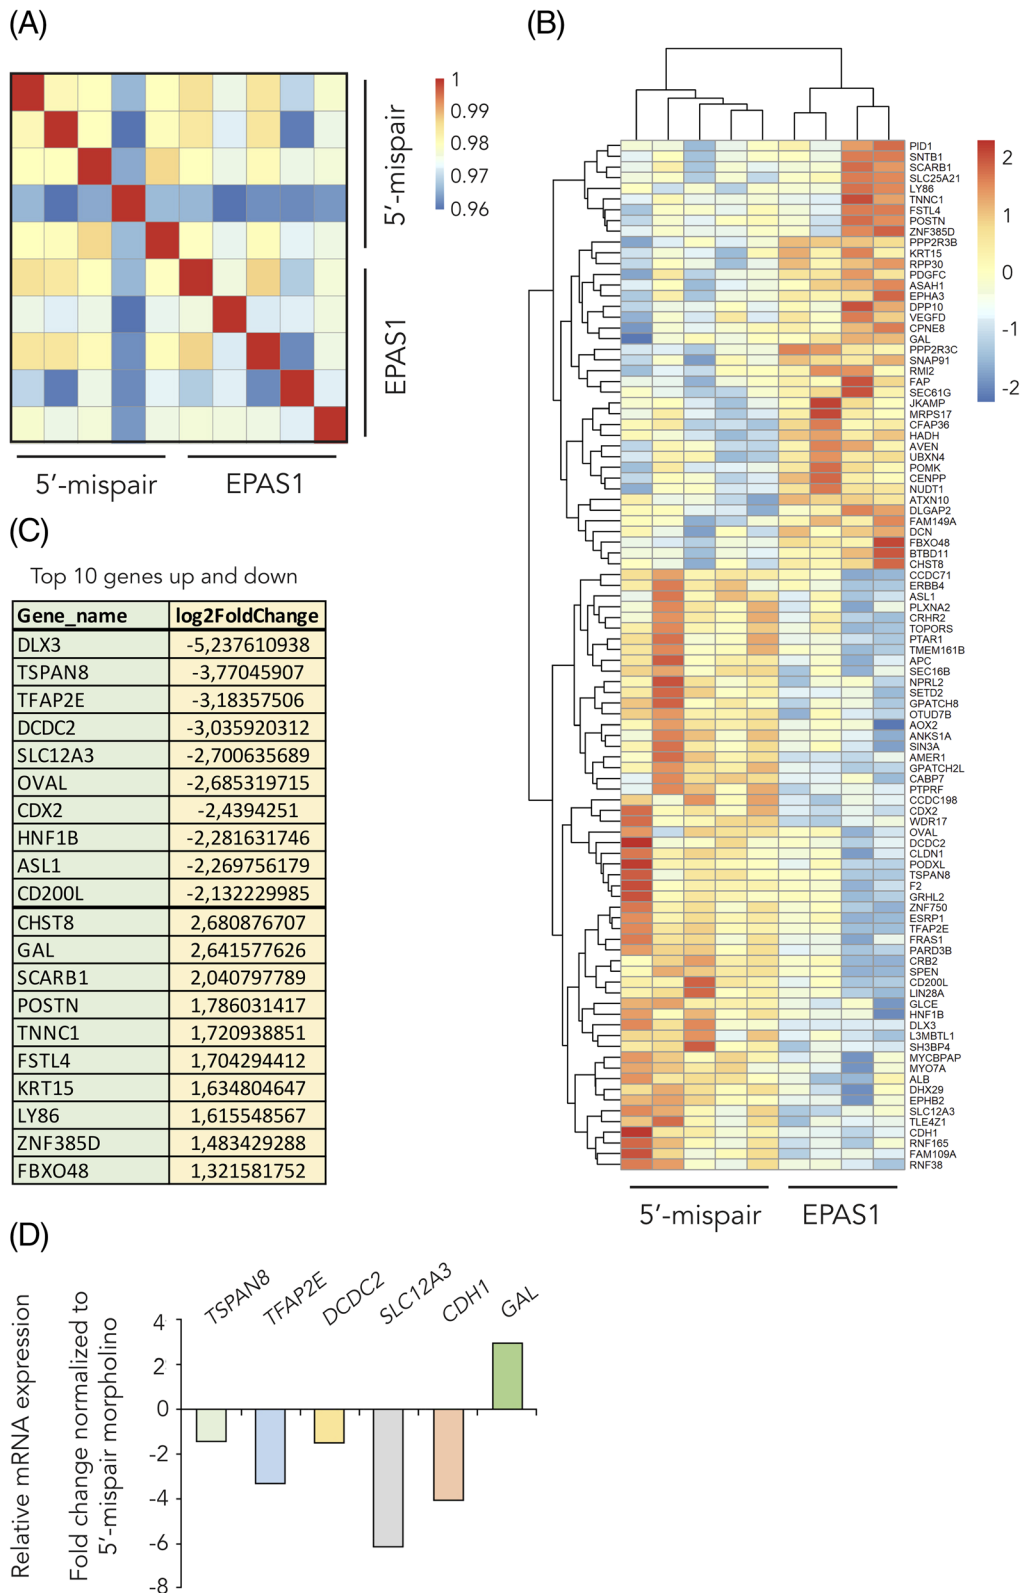 (A)
1
0.99
0.98
0.97
0.96
5′-mispair
EPAS1
5′-mispair
EPAS1
(B)
PID1
SNTB1
SCARB1
SLC25A21
LY86
TNNC1
FSTL4
POSTN
ZNF385D
PPP2R3B
KRT15
RPP30
PDGFC
ASAH1
EPHA3
DPP10
VEGFD
CPNE8
GAL
PPP2R3C
SNAP91
RMI2
FAP
SEC61G
JKAMP
MRPS17
CFAP36
HADH
AVEN
UBXN4
POMK
CENPP
NUDT1
ATXN10
DLGAP2
FAM149A
DCN
FBXO48
BTBD11
CHST8
CCDC71
ERBB4
ASL1
PLXNA2
CRHR2
TOPORS
PTAR1
TMEM161B
APC
SEC16B
NPRL2
SETD2
GPATCH8
OTUD7B
AOX2
ANKS1A
SIN3A
AMER1
GPATCH2L
CABP7
PTPRF
CCDC198
CDX2
WDR17
OVAL
DCDC2
CLDN1
PODXL
TSPAN8
F2
GRHL2
ZNF750
ESRP1
TFAP2E
FRAS1
PARD3B
CRB2
SPEN
CD200L
LIN28A
GLCE
HNF1B
DLX3
L3MBTL1
SH3BP4
MYCBPAP
MYO7A
ALB
DHX29
EPHB2
SLC12A3
TLE4Z1
CDH1
RNF165
FAM109A
RNF38
2
1
0
-1
-2
5′-mispair
EPAS1
(C)
Top 10 genes up and down
Gene_name log2FoldChange
DLX3 -5,237610938
TSPAN8 -3,77045907
TFAP2E -3,18357506
DCDC2 -3,035920312
SLC12A3 -2,700635689
OVAL -2,685319715
CDX2 -2,4394251
HNF1B -2,281631746
ASL1 -2,269756179
CD200L -2,132229985
CHST8 2,680876707
GAL 2,641577626
SCARB1 2,040797789
POSTN 1,786031417
TNNC1 1,720938851
FSTL4 1,704294412
KRT15 1,634804647
LY86 1,615548567
ZNF385D 1,483429288
FBXO48 1,321581752
(D)
Relative mRNA expression
Fold change normalized to
5′-mispair morpholino
TSPAN8
TFAP2E
DCDC2
SLC12A3
CDH1
GAL
4
2
0
-2
-4
-6
-8